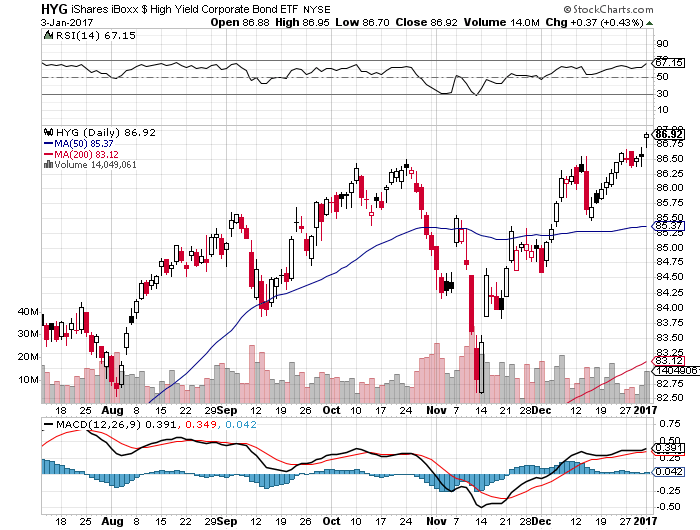 HYG iShares iBoxx $ High Yield Corporate Bond ETF NYSE © StockCharts.com
3-Jan-2017 Open 86.88 High 86.95 Low 86.70 Close 86.92 Volume 14.0M Chg +0.37 (+0.43%)
RSI(14) 67.15
90
70
67.15
50
30
10
HYG (Daily) 86.92
MA(50) 85.37
MA(200) 83.12
Volume 14,049,061
86.92
86.75
86.50
86.25
86.00
85.75
85.50
85.37
85.25
85.00
84.75
84.50
84.25
84.00
83.75
83.50
83.25
83.12
14049061
82.75
82.50
40M
30M
20M
10M
18 25 Aug 8 15 22 29 Sep 12 19 26 Oct 10 17 24 Nov 7 14 21 28 Dec 12 19 27 2017
MACD(12,26,9) 0.391, 0.349, 0.042
0.75
0.50
0.391
0.25
0.042
-0.25
-0.50
18 25 Aug 8 15 22 29 Sep 12 19 26 Oct 10 17 24 Nov 7 14 21 28 Dec 12 19 27 2017